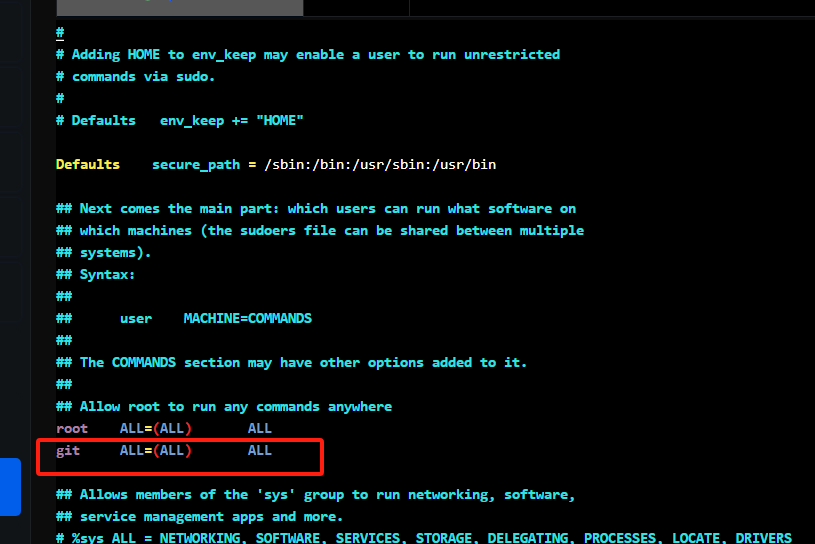 #
# Adding HOME to env_keep may enable a user to run unrestricted
# commands via sudo.
#
# Defaults   env_keep += "HOME"
Defaults    secure_path = /sbin:/bin:/usr/sbin:/usr/bin
## Next comes the main part: which users can run what software on
## which machines (the sudoers file can be shared between multiple
## systems).
## Syntax:
##
##      user    MACHINE=COMMANDS
##
## The COMMANDS section may have other options added to it.
##
## Allow root to run any commands anywhere
root    ALL=(ALL)       ALL
git     ALL=(ALL)       ALL
## Allows members of the 'sys' group to run networking, software,
## service management apps and more.
# %sys ALL = NETWORKING, SOFTWARE, SERVICES, STORAGE, DELEGATING, PROCESSES, LOCATE, DRIVERS